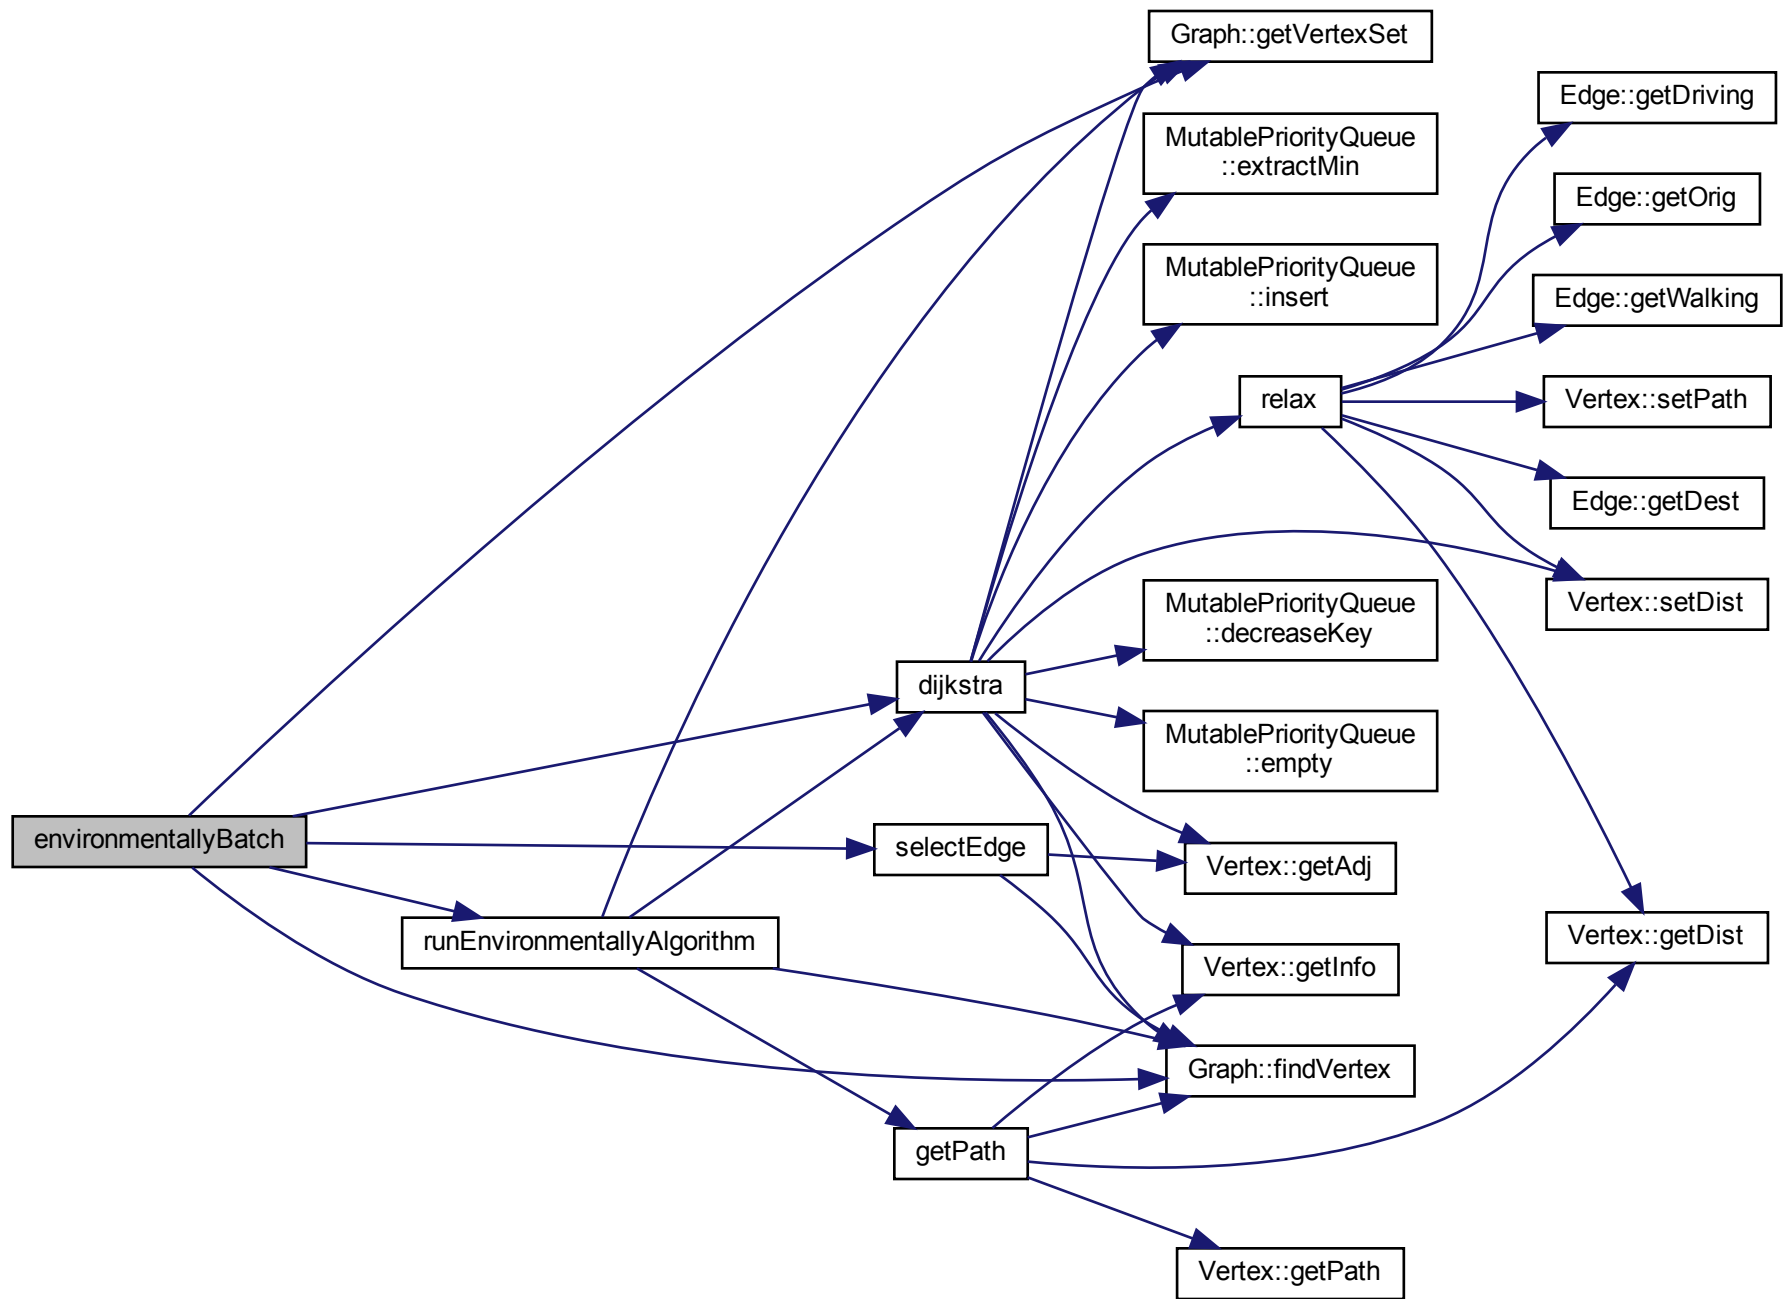 Graph::getVertexSet
Edge::getDriving
MutablePriorityQueue
::extractMin
Edge::getOrig
MutablePriorityQueue
::insert
Edge::getWalking
relax
Vertex::setPath
Edge::getDest
MutablePriorityQueue
::decreaseKey
Vertex::setDist
dijkstra
MutablePriorityQueue
::empty
environmentallyBatch
selectEdge
Vertex::getAdj
runEnvironmentallyAlgorithm
Vertex::getDist
Vertex::getInfo
Graph::findVertex
getPath
Vertex::getPath